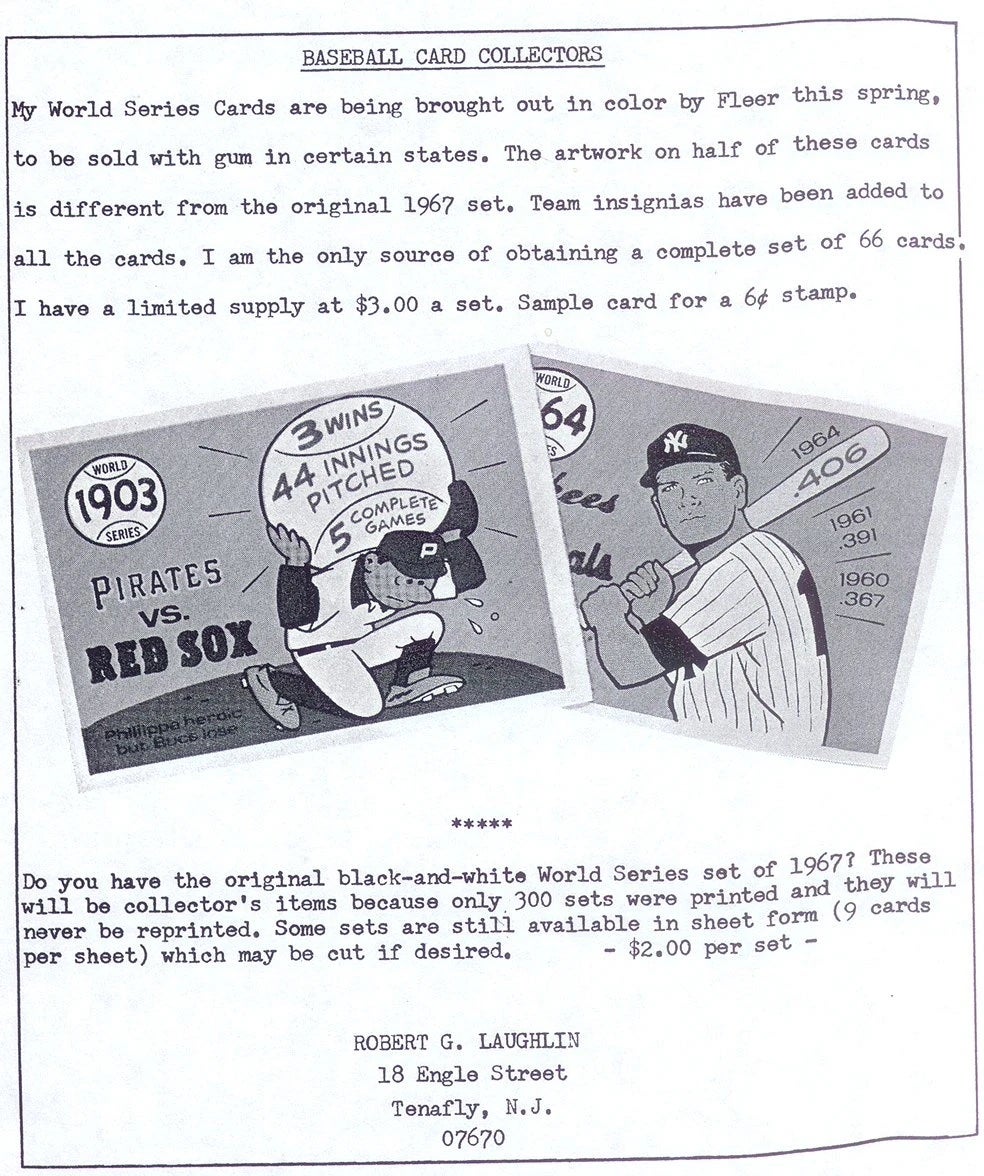 BASEBALL CARD COLLECTORS
My World Series Cards are being brought out in color by Fleer this spring,
to be sold with gum in certain states. The artwork on half of these cards
is different from the original 1967 set. Team insignias have been added to
all the cards. I am the only source of obtaining a complete set of 66 cards.
I have a limited supply at $3.00 a set. Sample card for a 6¢ stamp.
WORLD
1903
SERIES
PIRATES
VS.
RED SOX
Phillippe heroic
but Bucs lose
3 WINS
44 INNINGS
PITCHED
5 COMPLETE
GAMES
P
WORLD
64
ES
kees
als
NY
1964
.406
1961
.391
1960
.367
*****
Do you have the original black-and-white World Series set of 1967? These
will be collector's items because only 300 sets were printed and they will
never be reprinted. Some sets are still available in sheet form (9 cards
per sheet) which may be cut if desired. - $2.00 per set -
ROBERT G. LAUGHLIN
18 Engle Street
Tenafly, N.J.
07670